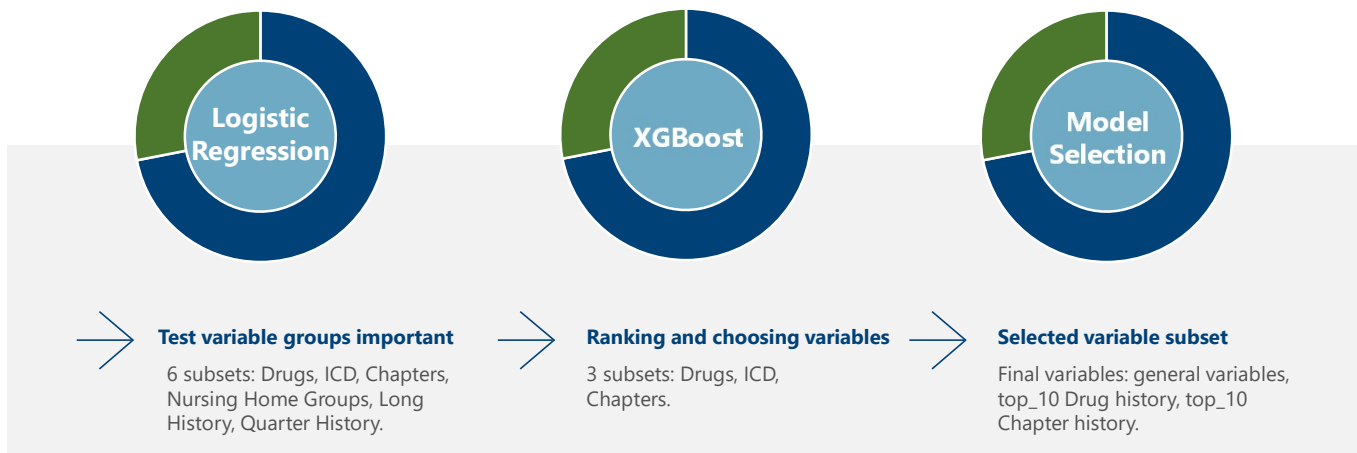 Logistic
Regression
XGBoost
Model
Selection
Test variable groups important
6 subsets: Drugs, ICD, Chapters,
Nursing Home Groups, Long
History, Quarter History.
Ranking and choosing variables
3 subsets: Drugs, ICD,
Chapters.
Selected variable subset
Final variables: general variables,
top_10 Drug history, top_10
Chapter history.